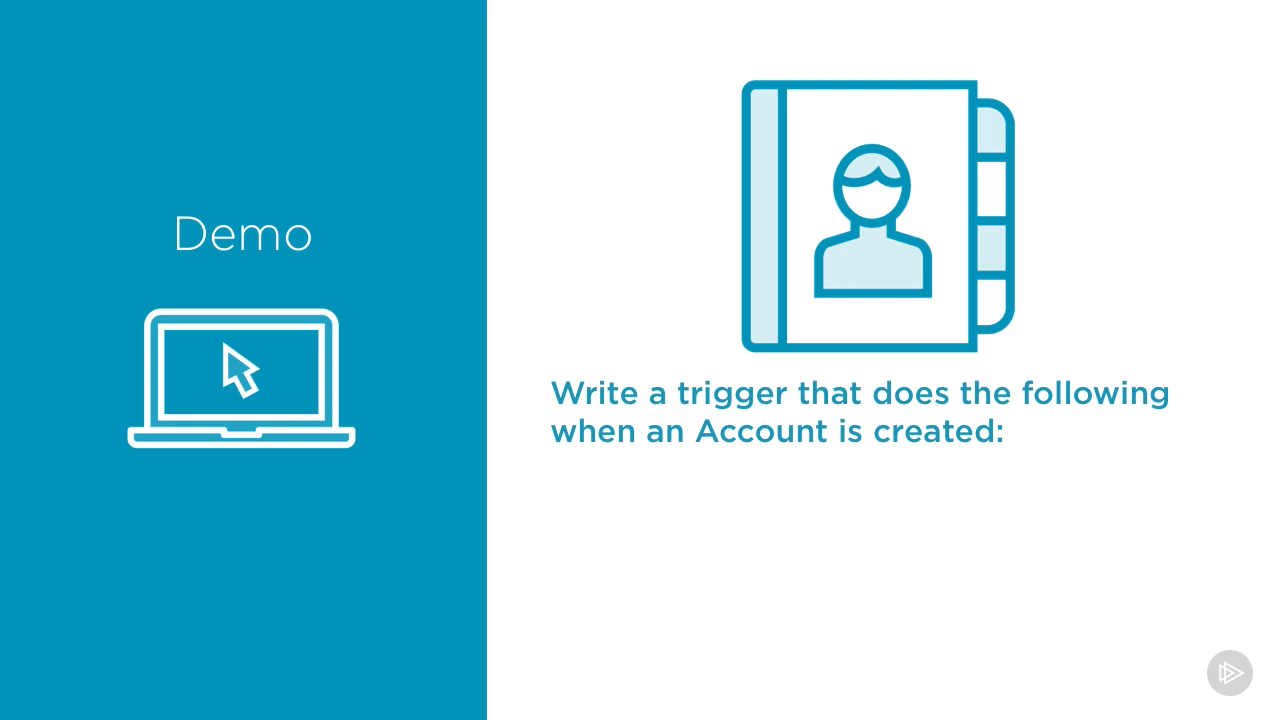 Demo
Write a trigger that does the following
when an Account is created: